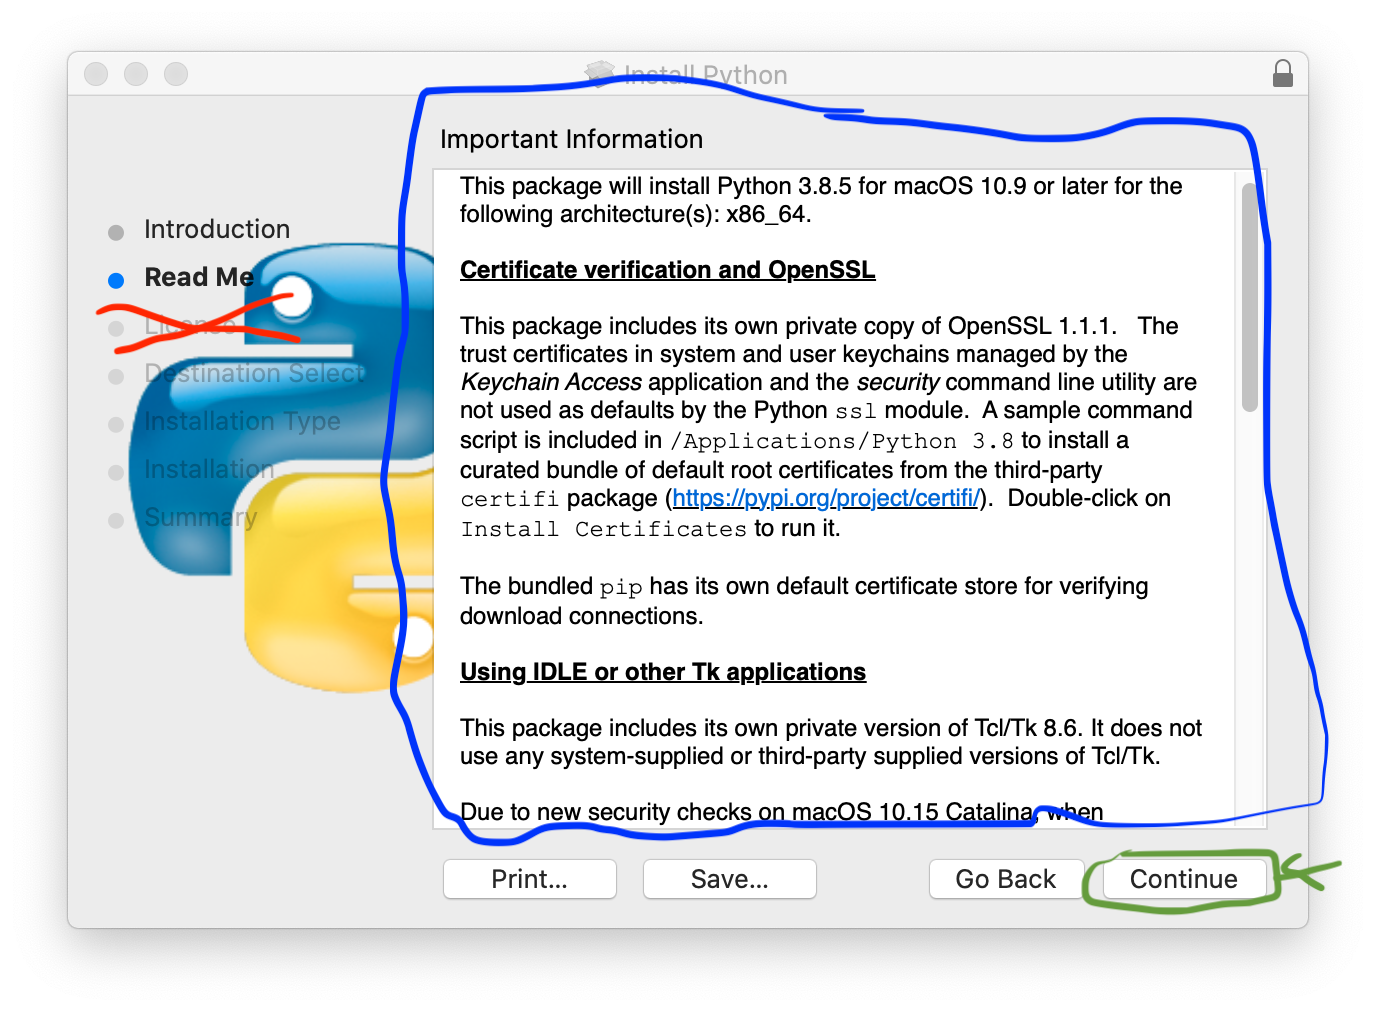 Install Python
Important Information
Introduction
Read Me
License
Destination Select
Installation Type
Installation
Summary
This package will install Python 3.8.5 for macOS 10.9 or later for the
following architecture(s): x86_64.
Certificate verification and OpenSSL
This package includes its own private copy of OpenSSL 1.1.1.   The
trust certificates in system and user keychains managed by the
Keychain Access application and the security command line utility are
not used as defaults by the Python ssl module.  A sample command
script is included in /Applications/Python 3.8 to install a
curated bundle of default root certificates from the third-party
certifi package (https://pypi.org/project/certifi/).  Double-click on
Install Certificates to run it.
The bundled pip has its own default certificate store for verifying
download connections.
Using IDLE or other Tk applications
This package includes its own private version of Tcl/Tk 8.6. It does not
use any system-supplied or third-party supplied versions of Tcl/Tk.
Due to new security checks on macOS 10.15 Catalina, when
Print...
Save...
Go Back
Continue